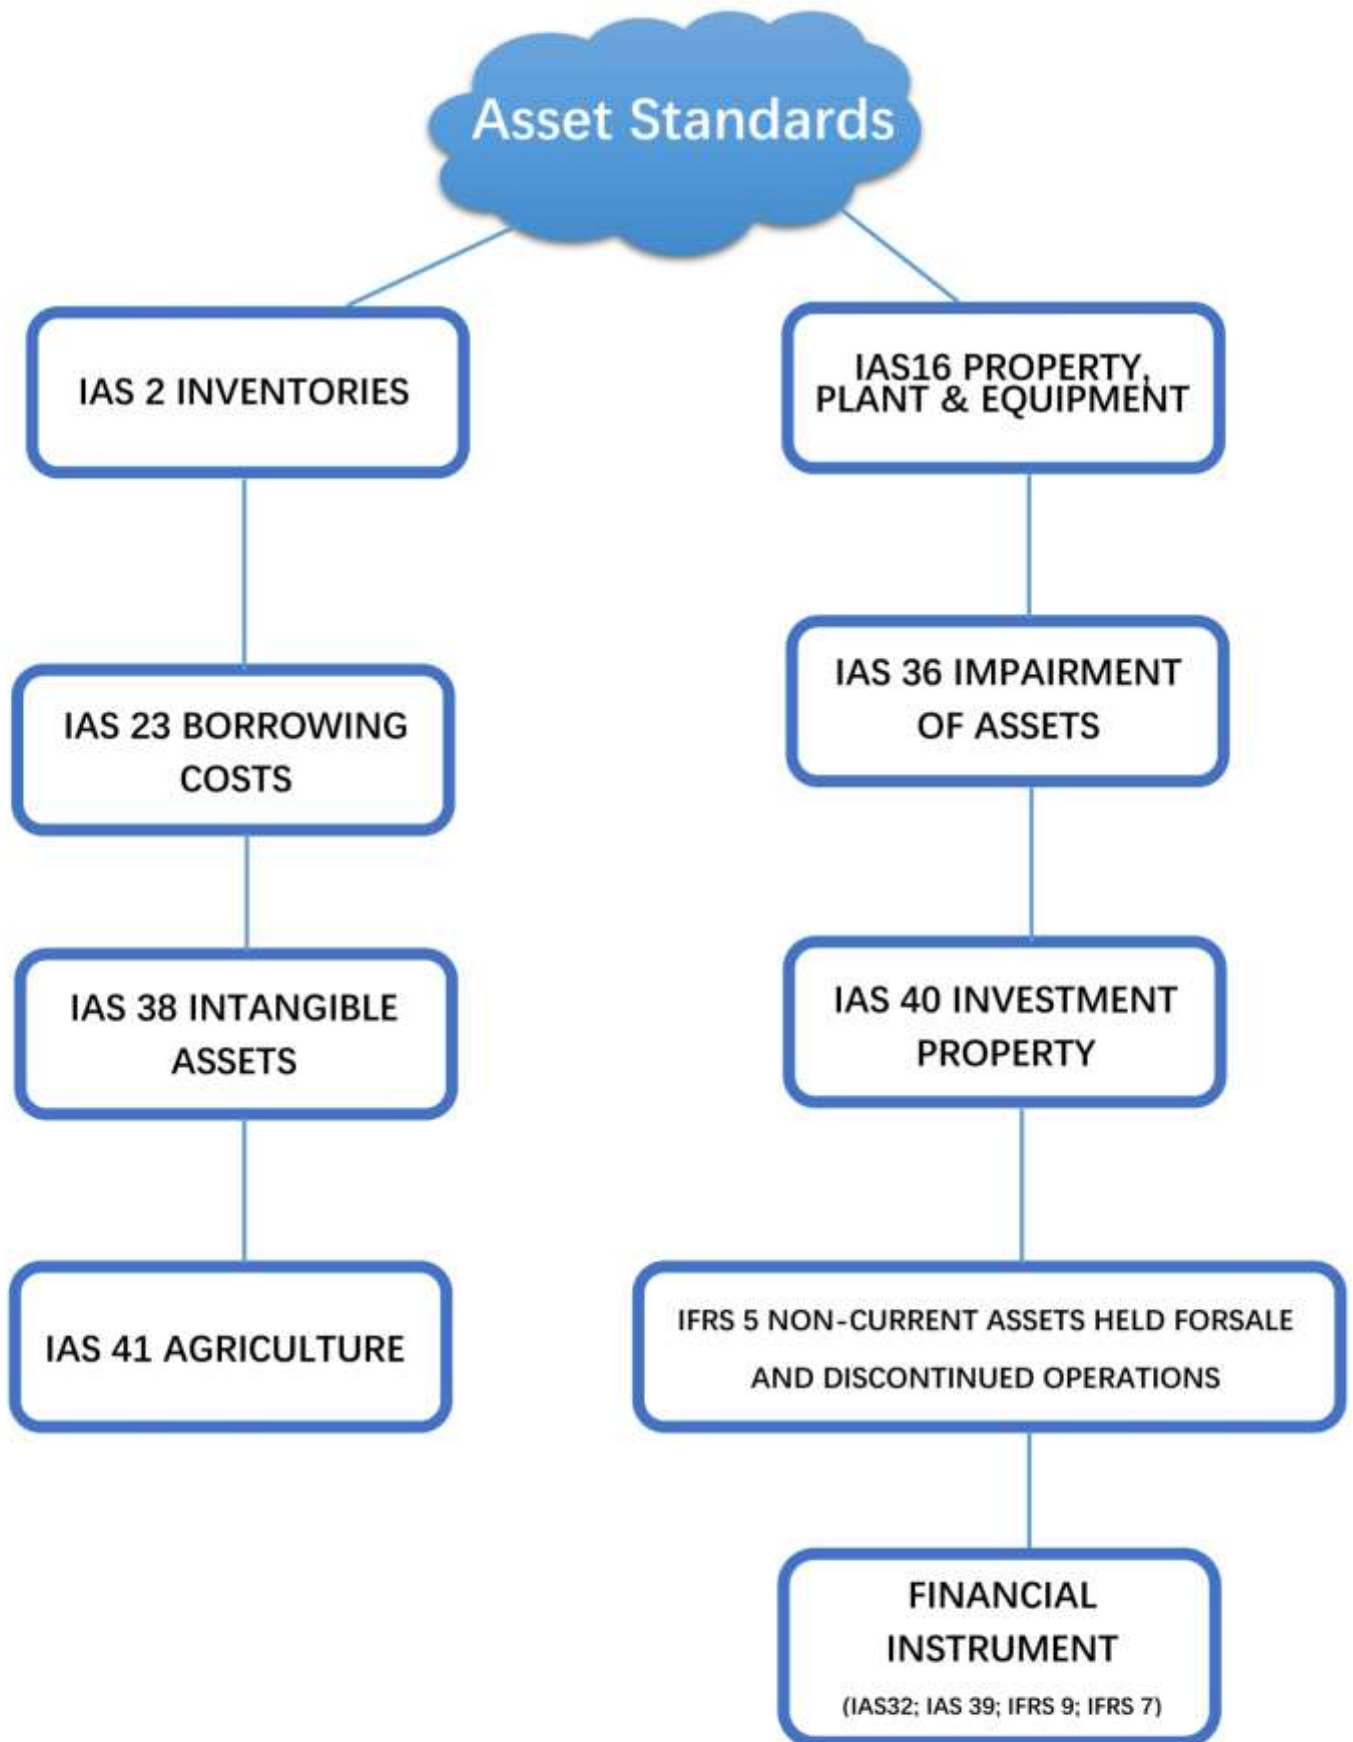 Asset Standards
IAS 2 INVENTORIES
IAS16 PROPERTY,
PLANT & EQUIPMENT
IAS 23 BORROWING
COSTS
IAS 36 IMPAIRMENT
OF ASSETS
IAS 38 INTANGIBLE
ASSETS
IAS 40 INVESTMENT
PROPERTY
IAS 41 AGRICULTURE
IFRS 5 NON-CURRENT ASSETS HELD FORSALE
AND DISCONTINUED OPERATIONS
FINANCIAL
INSTRUMENT
(IAS32; IAS 39; IFRS 9; IFRS 7)